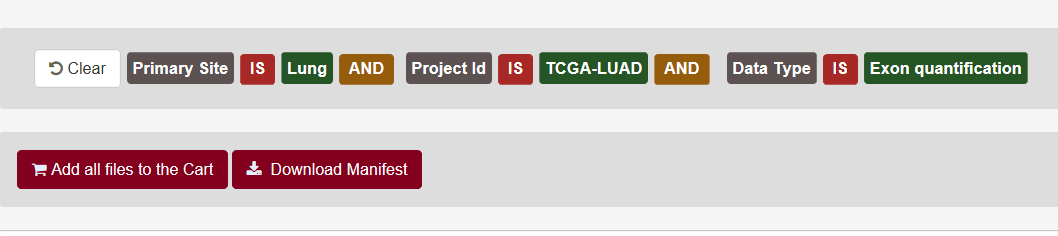 Clear Primary Site IS Lung AND Project Id IS TCGA-LUAD AND Data Type IS Exon quantification
Add all files to the Cart Download Manifest